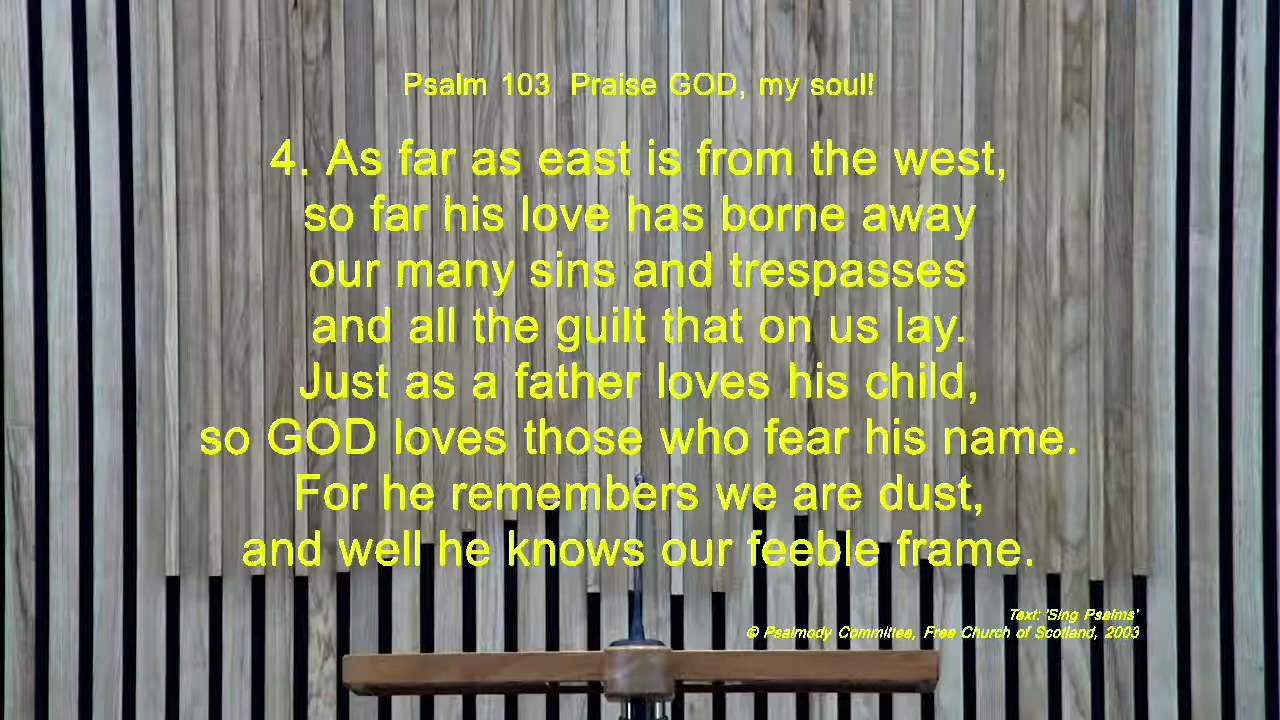 Psalm 103 Praise GOD, my soul!
4. As far as east is from the west,
so far his love has borne away
our many sins and trespasses
and all the guilt that on us lay.
Just as a father loves his child,
so GOD loves those who fear his name.
For he remembers we are dust,
and well he knows our feeble frame.
Text: 'Sing Psalms'
© Psalmody Committee, Free Church of Scotland, 2003